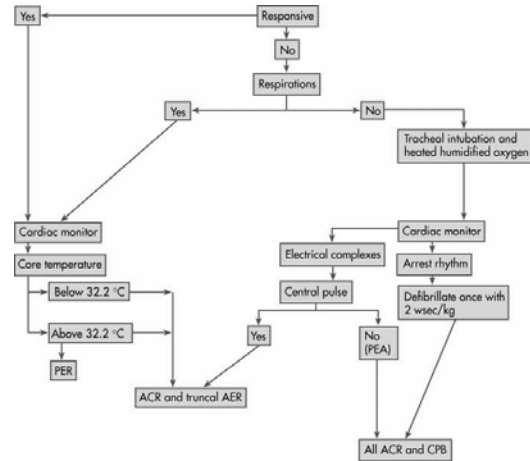 Yes
Responsive
No
Respirations
Yes
No
Tracheal intubation and
heated humidified oxygen
Cardiac monitor
Core temperature
Below 32.2 °C
Above 32.2 °C
PER
Cardiac monitor
Electrical complexes
Arrest rhythm
Central pulse
Defibrillate once with
2 wsec/kg
Yes
No
(PEA)
ACR and truncal AER
All ACR and CPB